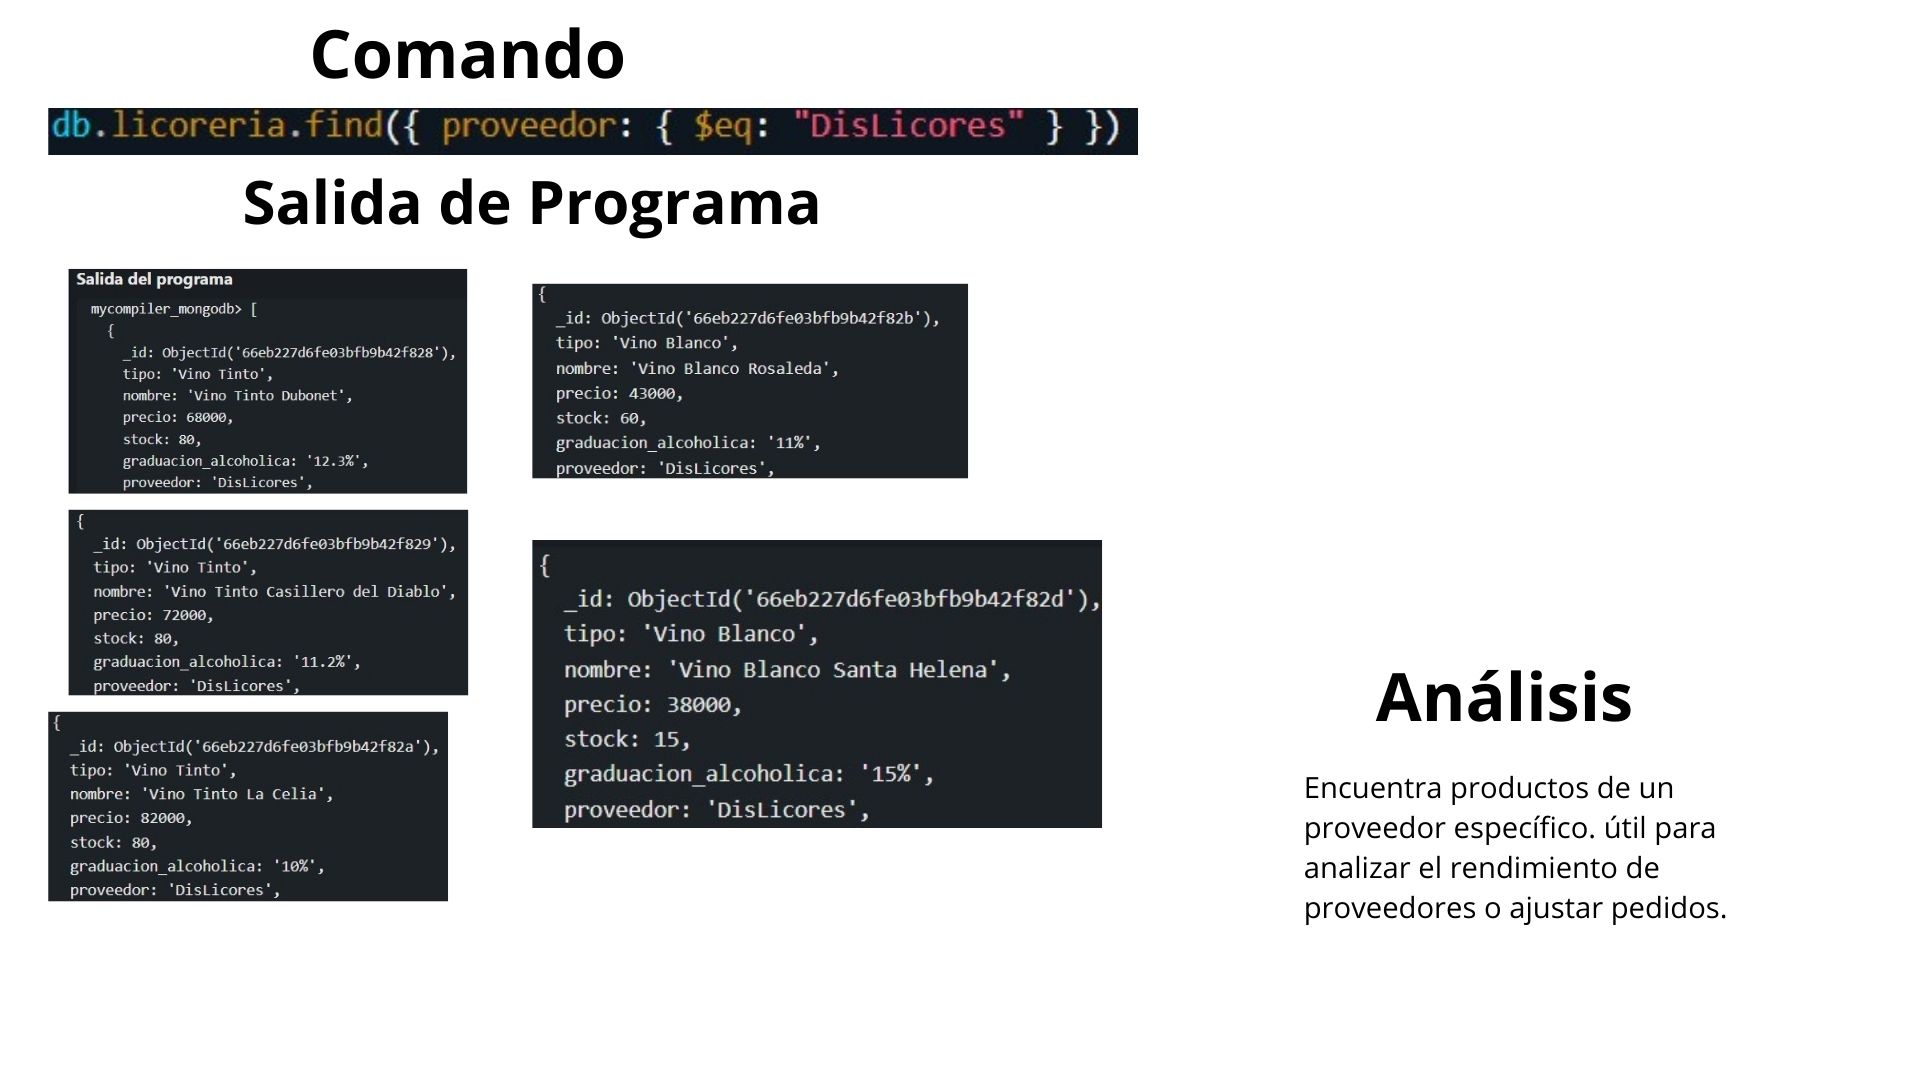 Comando
db.licoreria.find({ proveedor: { $eq: "DisLicores" } })
Salida de Programa
Salida del programa
mycompiler_mongodb> [
{
_id: ObjectId('66eb227d6fe03bfb9b42f828'),
tipo: 'Vino Tinto',
nombre: 'Vino Tinto Dubonet',
precio: 68000,
stock: 80,
graduacion_alcoholica: '12.3%',
proveedor: 'DisLicores',
{
_id: ObjectId('66eb227d6fe03bfb9b42f829'),
tipo: 'Vino Tinto',
nombre: 'Vino Tinto Casillero del Diablo',
precio: 72000,
stock: 80,
graduacion_alcoholica: '11.2%',
proveedor: 'DisLicores',
{
_id: ObjectId('66eb227d6fe03bfb9b42f82a'),
tipo: 'Vino Tinto',
nombre: 'Vino Tinto La Celia',
precio: 82000,
stock: 80,
graduacion_alcoholica: '10%',
proveedor: 'DisLicores',
{
_id: ObjectId('66eb227d6fe03bfb9b42f82b'),
tipo: 'Vino Blanco',
nombre: 'Vino Blanco Rosaleda',
precio: 43000,
stock: 60,
graduacion_alcoholica: '11%',
proveedor: 'DisLicores',
{
_id: ObjectId('66eb227d6fe03bfb9b42f82d'),
tipo: 'Vino Blanco',
nombre: 'Vino Blanco Santa Helena',
precio: 38000,
stock: 15,
graduacion_alcoholica: '15%',
proveedor: 'DisLicores',
Análisis
Encuentra productos de un
proveedor específico. útil para
analizar el rendimiento de
proveedores o ajustar pedidos.